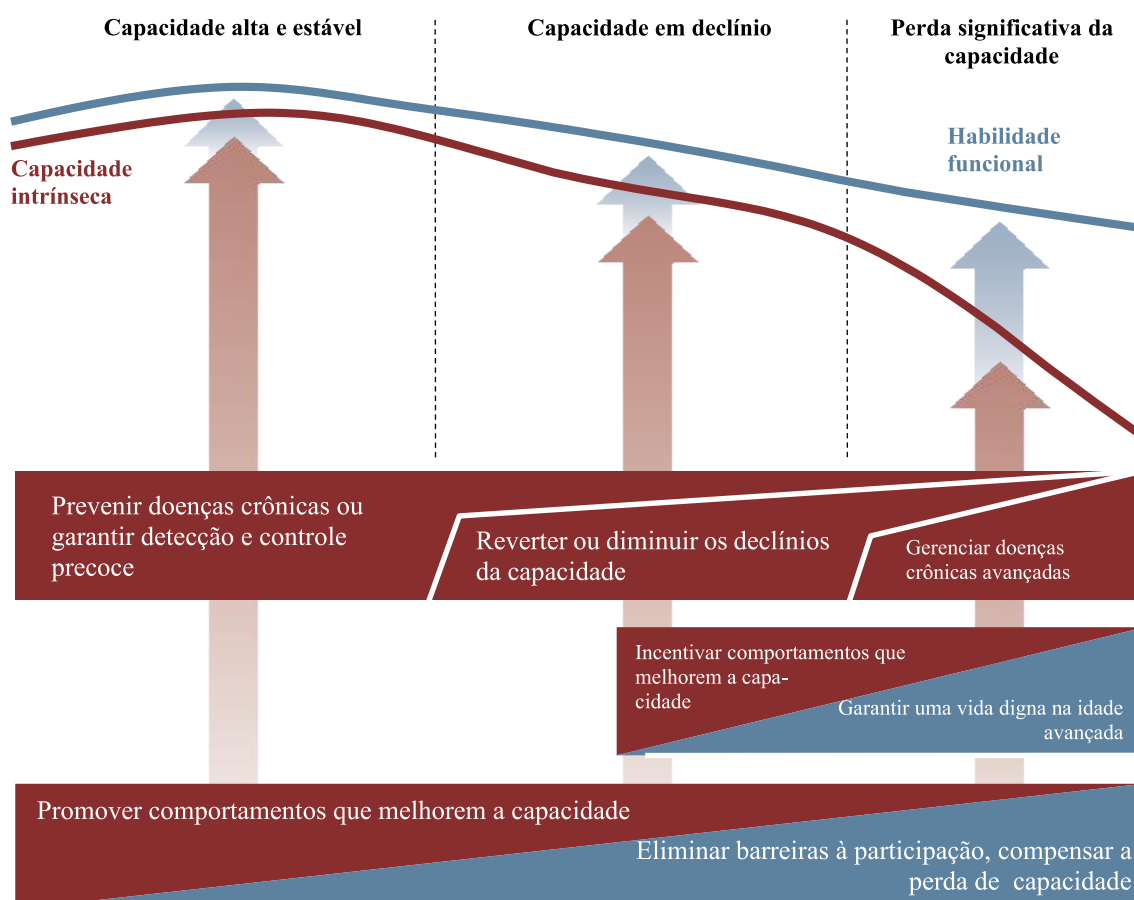 Capacidade alta e estável
Capacidade em declínio
Perda significativa da
capacidade
Capacidade
intrínseca
Habilidade
funcional
Prevenir doenças crônicas ou
garantir detecção e controle
precoce
Reverter ou diminuir os declínios
da capacidade
Gerenciar doenças
crônicas avançadas
Incentivar comportamentos que
melhorem a capa-
cidade
Garantir uma vida digna na idade
avançada
Promover comportamentos que melhorem a capacidade
Eliminar barreiras à participação, compensar a
perda de capacidade